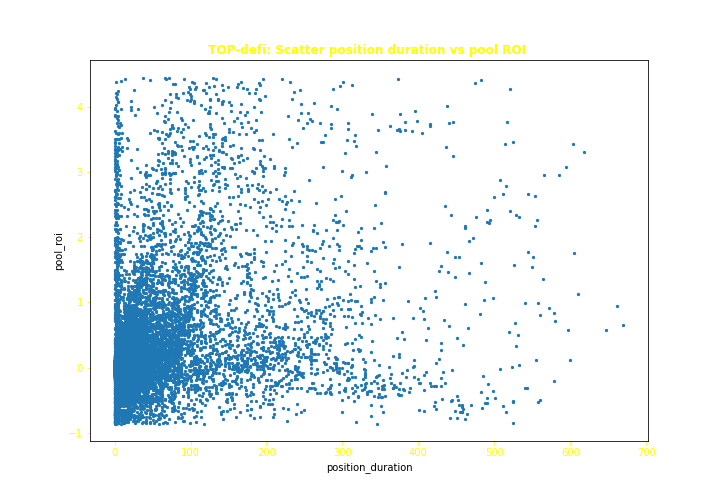 TOP-defi: Scatter position duration vs pool ROI
4
3
2
1
0
−1
pool_roi
0 100 200 300 400 500 600 700
position_duration